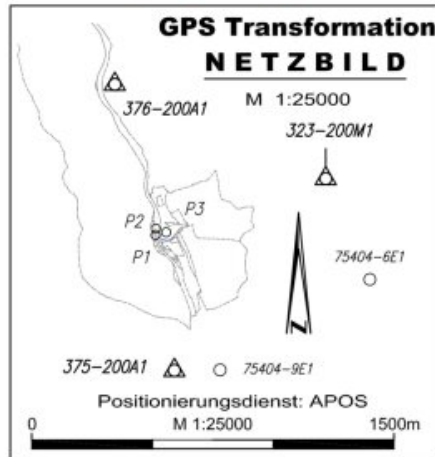 GPS Transformation
NETZBILD
M 1:25000
376-200A1
323-200M1
P2
P3
P1
75404-6E1
N
375-200A1
75404-9E1
Positionierungsdienst: APOS
0
M 1:25000
1500m